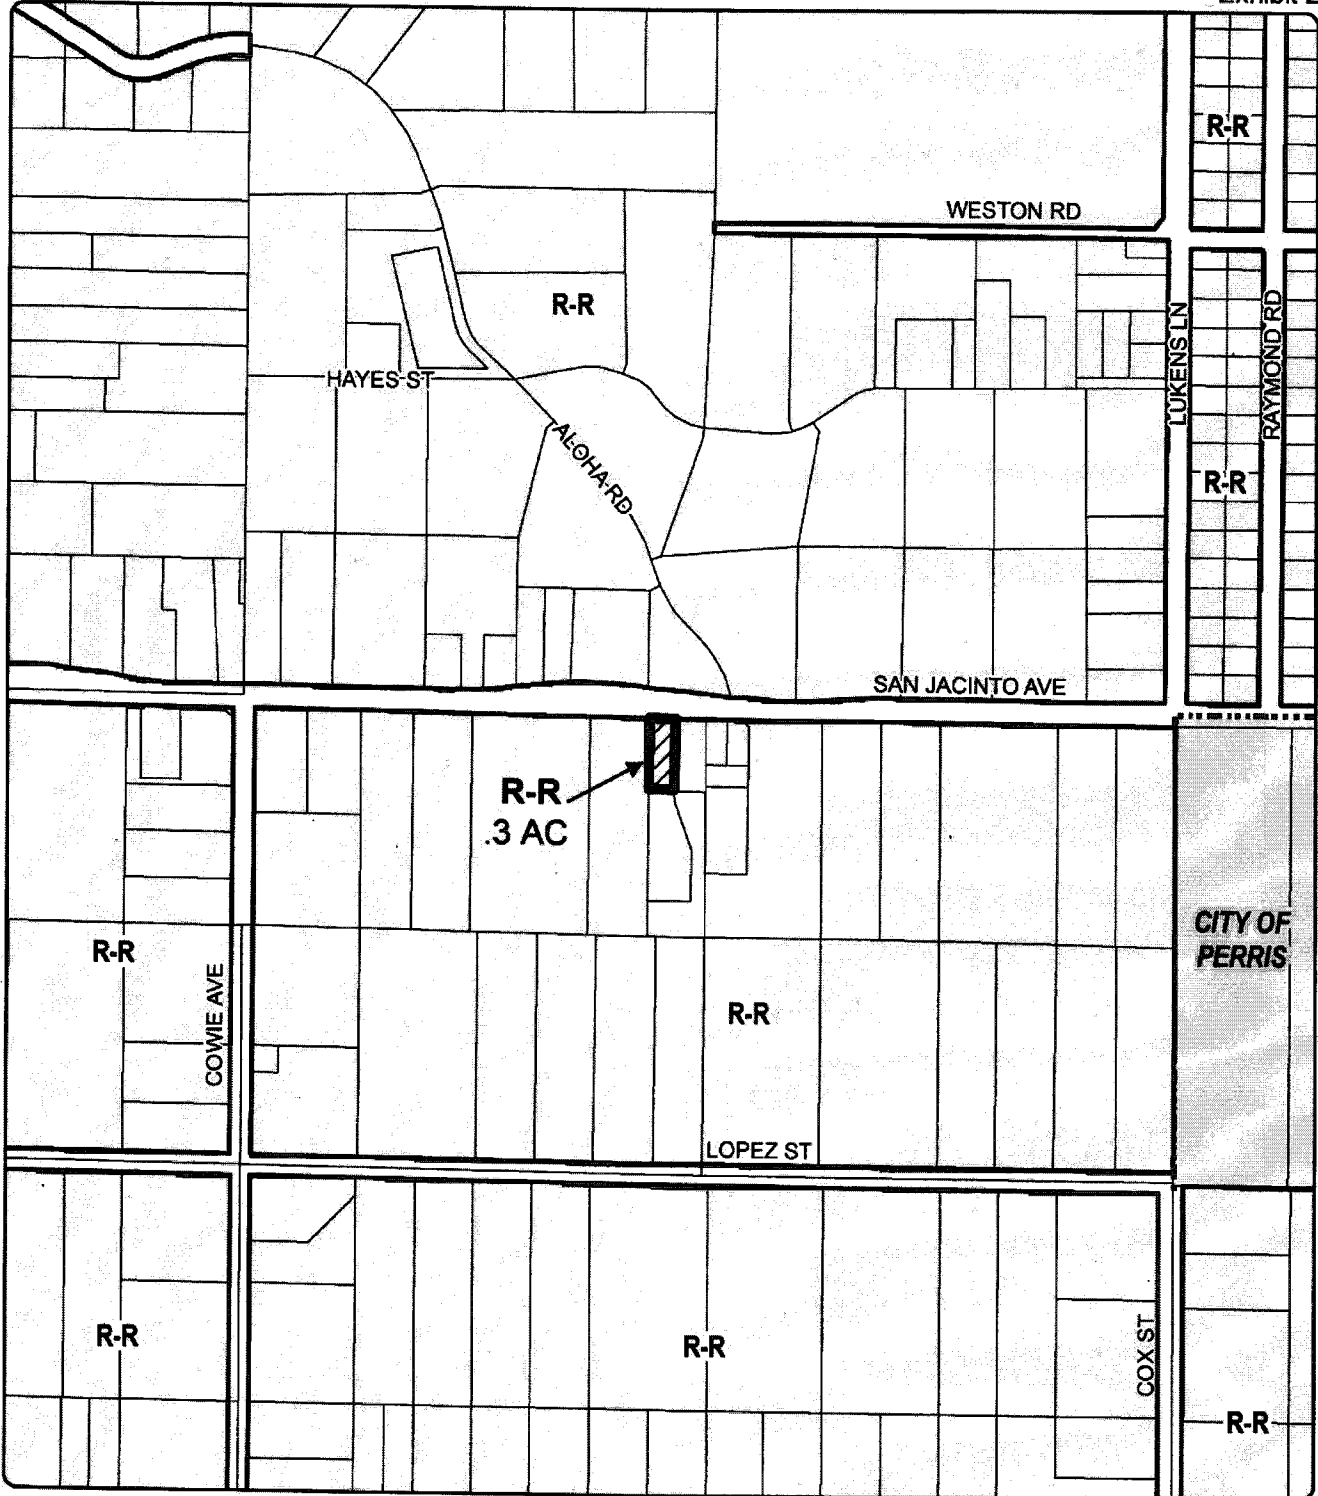 R-R
WESTON RD
R-R
HAYES ST
LUKENS LN
RAYMOND RD
ALOHA RD
R-R
SAN JACINTO AVE
R-R
.3 AC
CITY OF
PERRIS
R-R
COWIE AVE
R-R
LOPEZ ST
R-R
R-R
COX ST
R-R